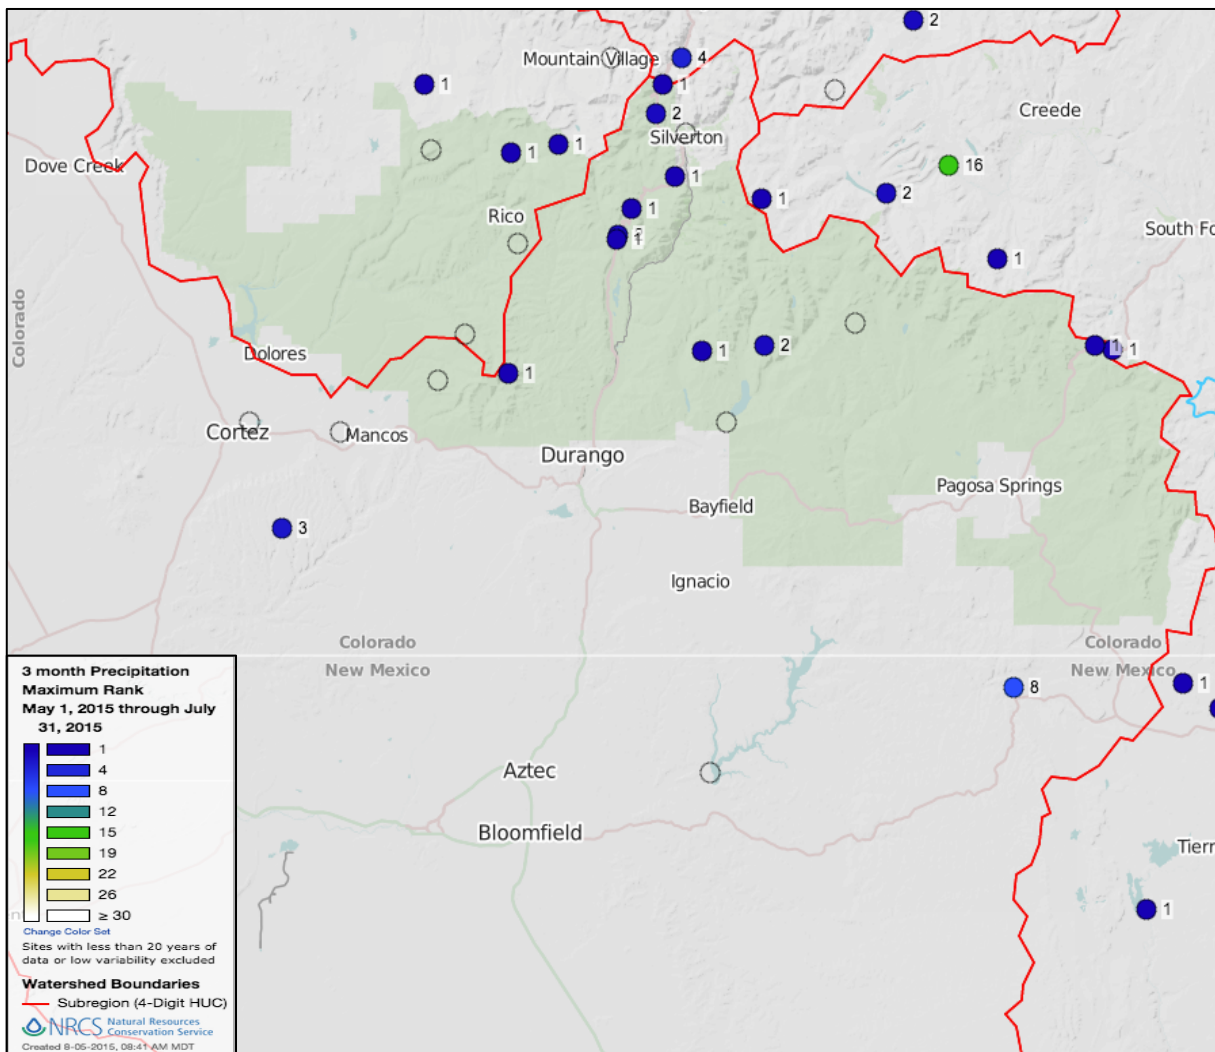 2
Mountain Village
4
1
1
Creede
2
Silverton
Dove Creek
1
1
16
1
2
1
Rico
1
South Fo
1
1
Colorado
1
2
1
1
Dolores
1
Cortez
Mancos
Durango
Pagosa Springs
Bayfield
3
Ignacio
Colorado
Colorado
New Mexico
New Mexico
8
1
Aztec
Bloomfield
Tierr
1
3 month Precipitation
Maximum Rank
May 1, 2015 through July
31, 2015
1
4
8
12
15
19
22
26
≥ 30
Change Color Set
Sites with less than 20 years of
data or low variability excluded
Watershed Boundaries
Subregion (4-Digit HUC)
NRCS Natural Resources
Conservation Service
Created 8-05-2015, 08:41 AM MDT